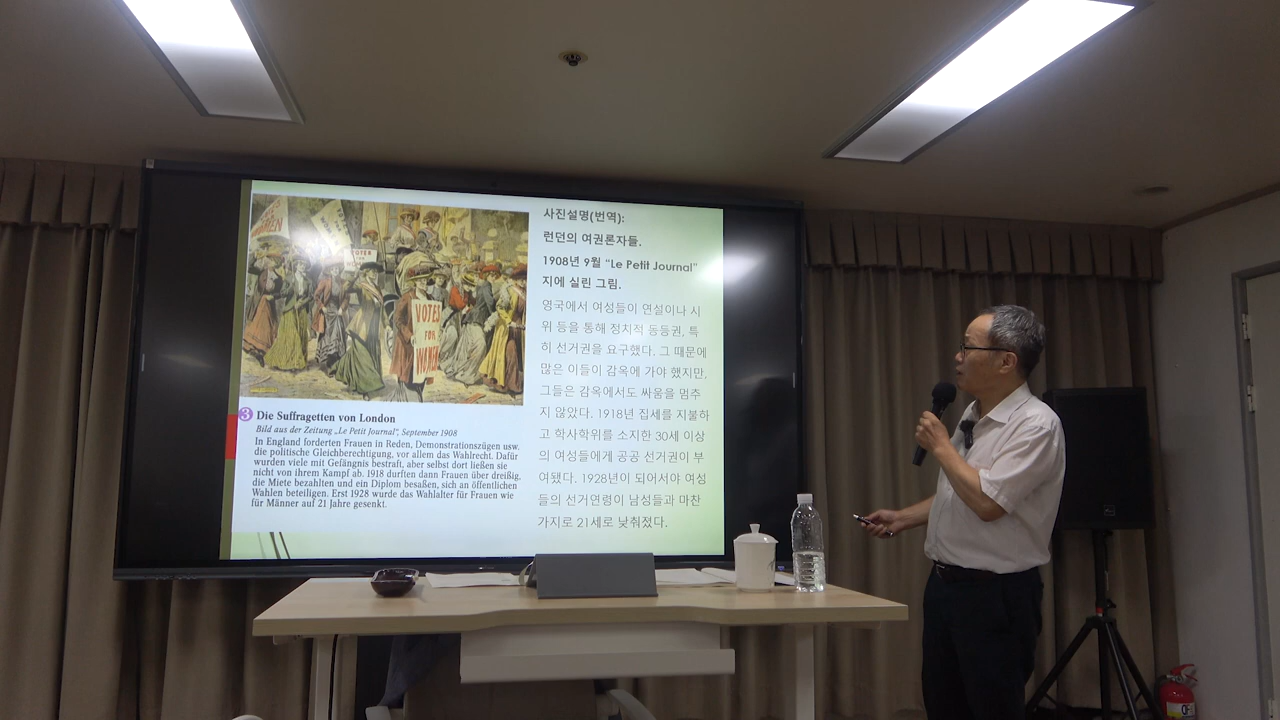 WOMEN
VOTES
VOTES
FOR
WOMEN
3 Die Suffragetten von London
Bild aus der Zeitung „Le Petit Journal“, September 1908
In England forderten Frauen in Reden, Demonstrationszügen usw.
die politische Gleichberechtigung, vor allem das Wahlrecht. Dafür
wurden viele mit Gefängnis bestraft, aber selbst dort ließen sie
nicht von ihrem Kampf ab. 1918 durften dann Frauen über dreißig,
die Miete bezahlten und ein Diplom besaßen, sich an öffentlichen
Wahlen beteiligen. Erst 1928 wurde das Wahlalter für Frauen wie
für Männer auf 21 Jahre gesenkt.
사진설명(번역):
런던의 여권론자들.
1908년 9월 “Le Petit Journal”
지에 실린 그림.
영국에서 여성들이 연설이나 시
위 등을 통해 정치적 동등권, 특
히 선거권을 요구했다. 그 때문에
많은 이들이 감옥에 가야 했지만,
그들은 감옥에서도 싸움을 멈추
지 않았다. 1918년 집세를 지불하
고 학사학위를 소지한 30세 이상
의 여성들에게 공공 선거권이 부
여됐다. 1928년이 되어서야 여성
들의 선거연령이 남성들과 마찬
가지로 21세로 낮춰졌다.